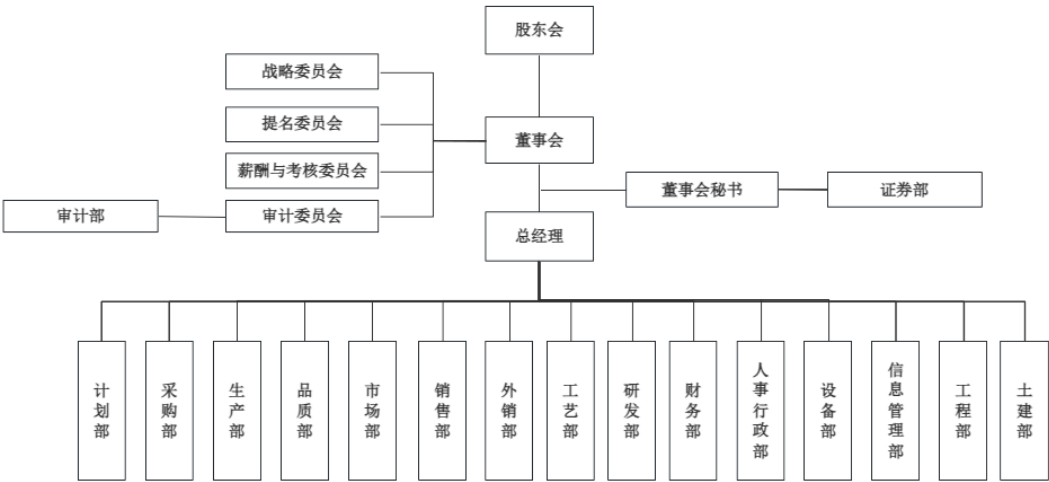 股东会
战略委员会
提名委员会
董事会
薪酬与考核委员会
董事会秘书
证券部
审计部
审计委员会
总经理
计划部
采购部
生产部
品质部
市场部
销售部
外销部
工艺部
研发部
财务部
人事行政部
设备部
信息管理部
工程部
土建部